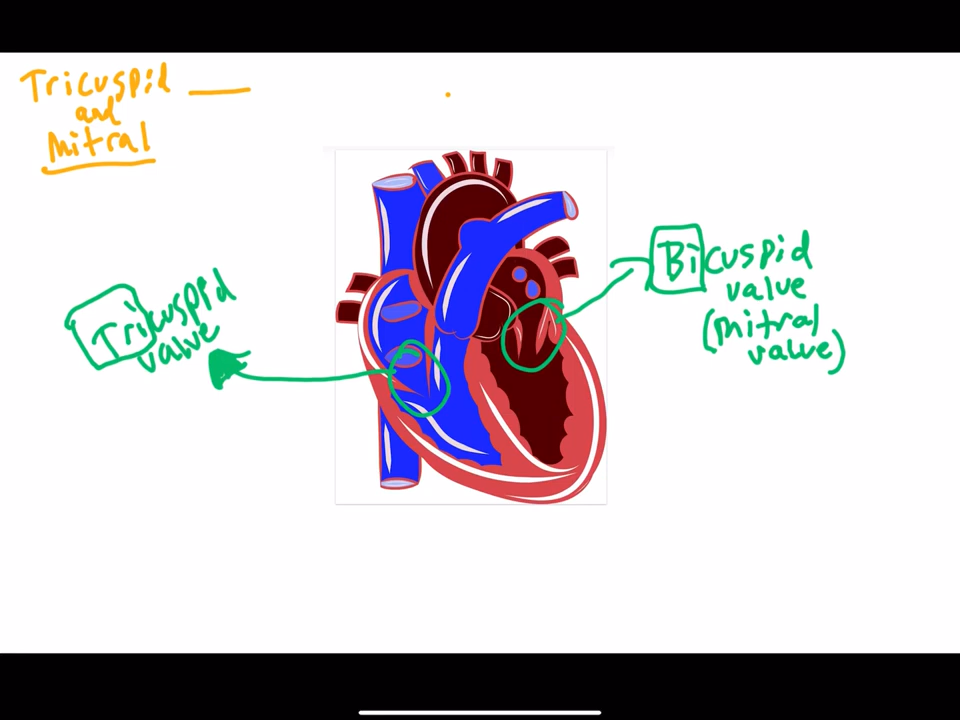 Tricuspid
and
Mitral
Tricuspid
valve
Bicuspid
valve
(mitral
valve)